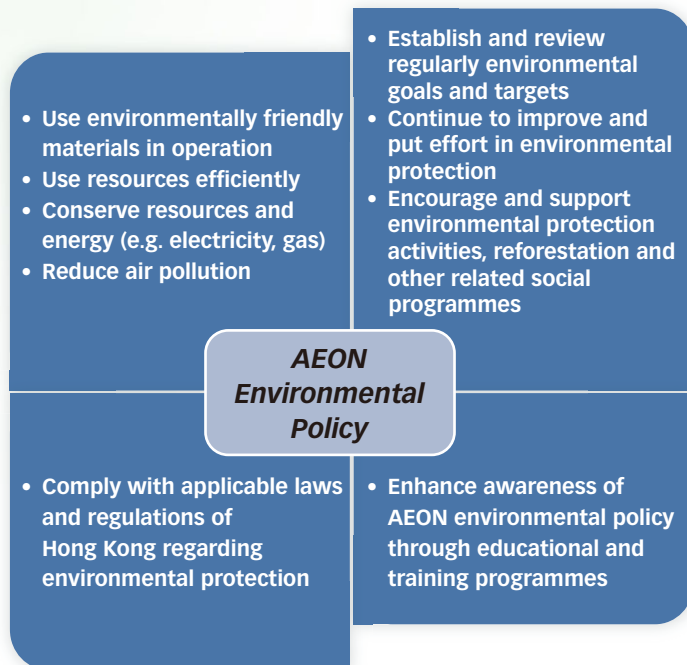 • Use environmentally friendly
materials in operation
• Use resources efficiently
• Conserve resources and
energy (e.g. electricity, gas)
• Reduce air pollution
• Establish and review
regularly environmental
goals and targets
• Continue to improve and
put effort in environmental
protection
• Encourage and support
environmental protection
activities, reforestation and
other related social
programmes
AEON
Environmental
Policy
• Comply with applicable laws
and regulations of
Hong Kong regarding
environmental protection
• Enhance awareness of
AEON environmental policy
through educational and
training programmes